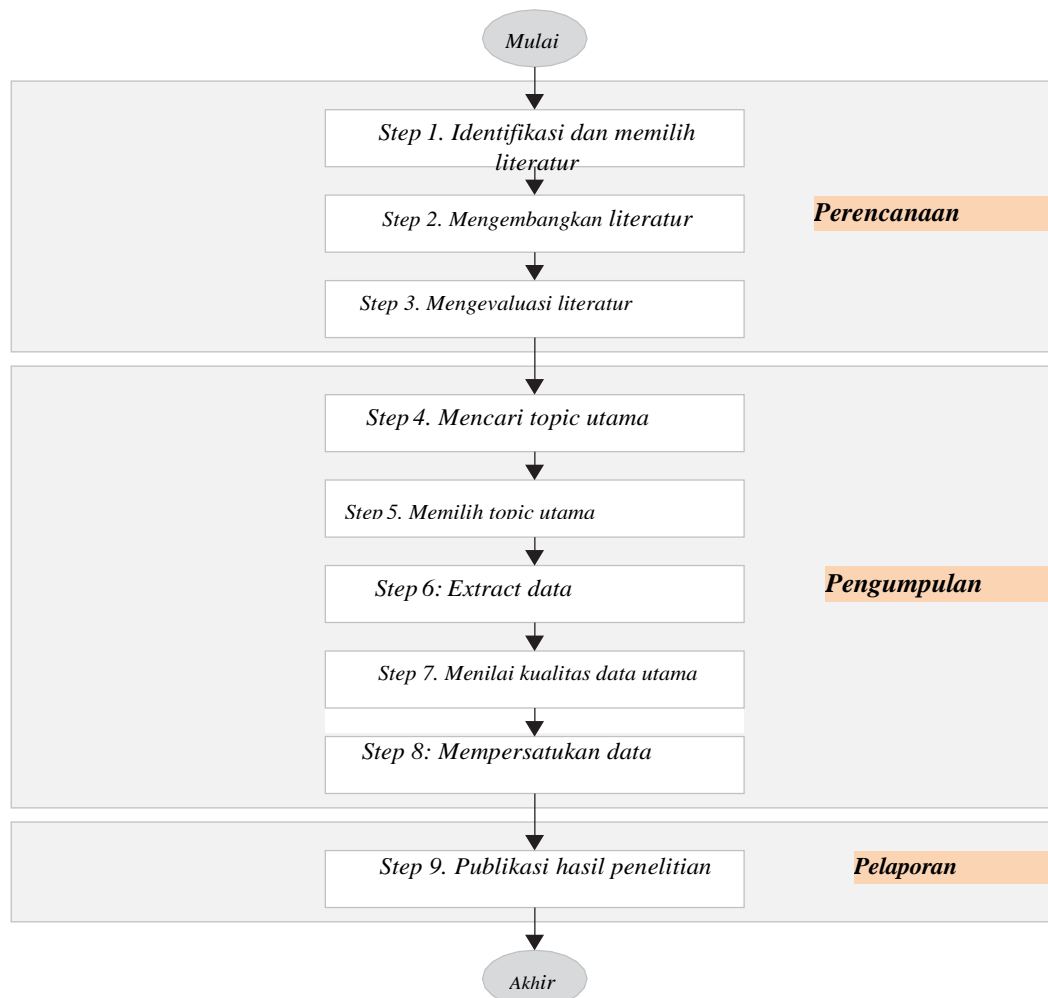 Mulai
Step 1. Identifikasi dan memilih
literatur
Step 2. Mengembangkan literatur
Perencanaan
Step 3. Mengevaluasi literatur
Step 4. Mencari topic utama
Step 5. Memilih topic utama
Step 6: Extract data
Pengumpulan
Step 7. Menilai kualitas data utama
Step 8: Mempersatukan data
Step 9. Publikasi hasil penelitian
Pelaporan
Akhir